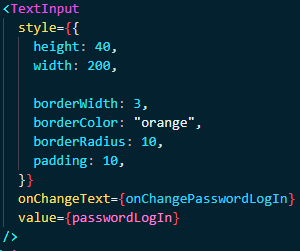 <TextInput
style={{
height: 40,
width: 200,
borderWidth: 3,
borderColor: "orange",
borderRadius: 10,
padding: 10,
}}
onChangeText={onChangePasswordLogIn}
value={passwordLogIn}
/>